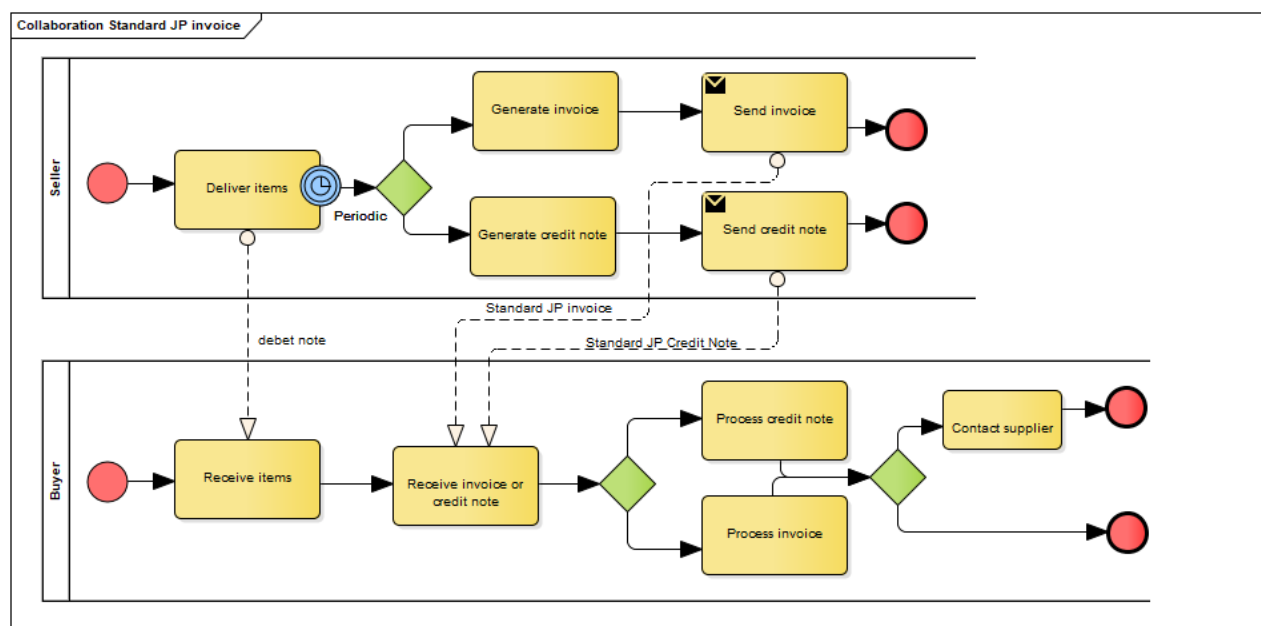 Collaboration Standard JP invoice
Seller
Generate invoice
Send invoice
Deliver items
Periodic
Generate credit note
Send credit note
Standard JP invoice
debet note
Standard JP Credit Note
Buyer
Process credit note
Contact supplier
Receive items
Receive invoice or
credit note
Process invoice